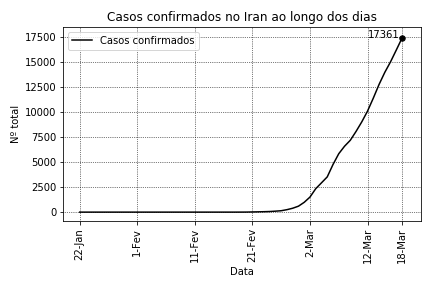 Casos confirmados no Iran ao longo dos dias
17361
Casos confirmados
17500
15000
12500
10000
7500
5000
2500
0
Nº total
22-Jan
1-Fev
11-Fev
21-Fev
2-Mar
12-Mar
18-Mar
Data